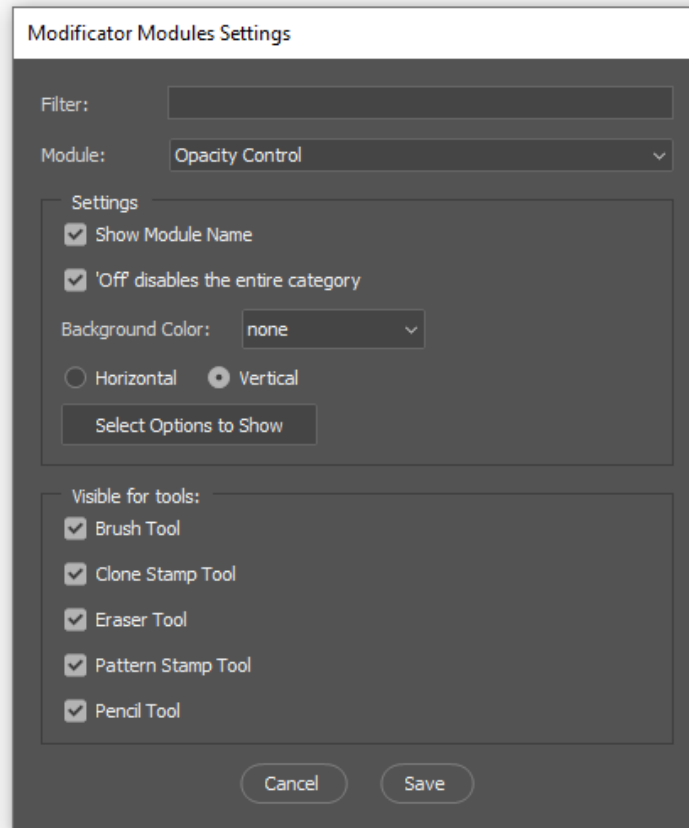 Modificator Modules Settings
Filter:
Module: Opacity Control
Settings
Show Module Name
'Off' disables the entire category
Background Color: none
Horizontal Vertical
Select Options to Show
Visible for tools:
Brush Tool
Clone Stamp Tool
Eraser Tool
Pattern Stamp Tool
Pencil Tool
Cancel Save